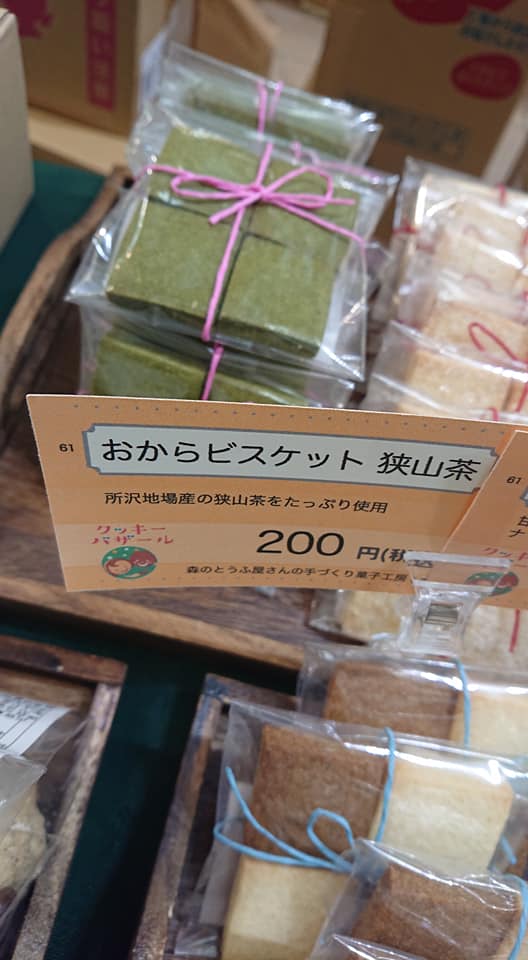 61
おからビスケット 狭山茶
所沢地場産の狭山茶をたっぷり使用
クッキー
バザール
200 円(税込
森のとうふ屋さんの手づくり菓子工房
61